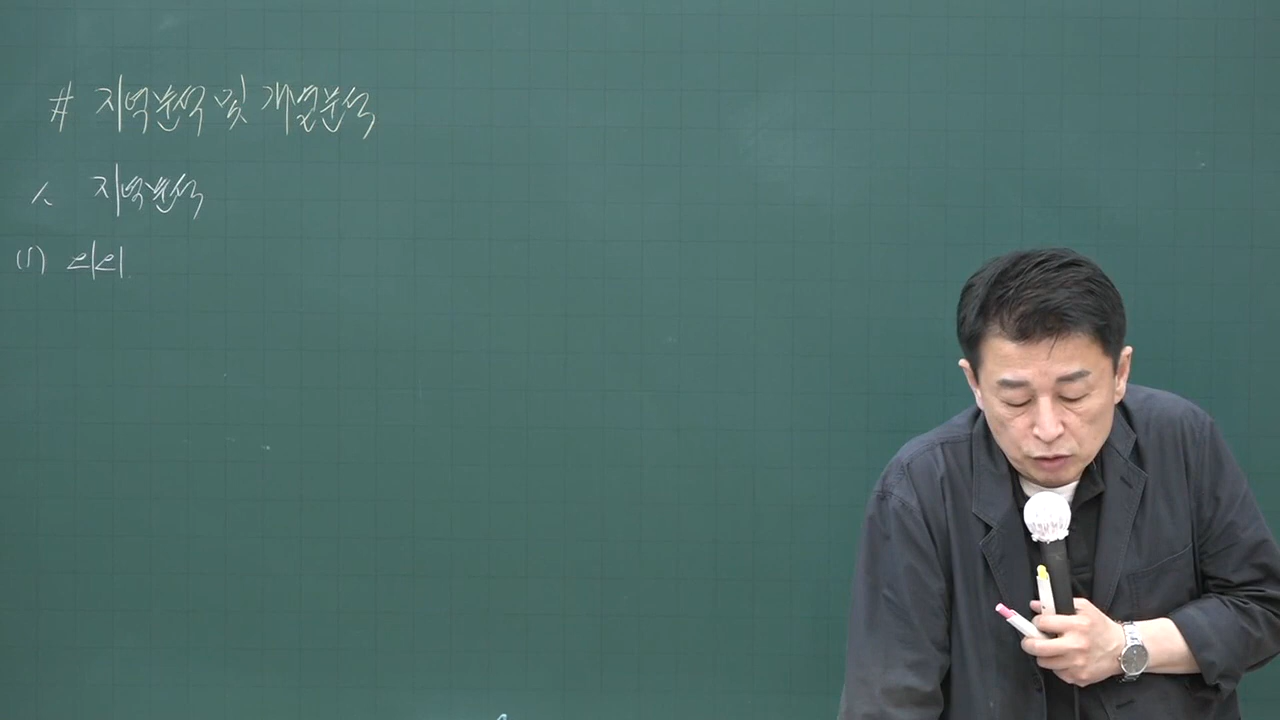 # 지역분석 및 개별분석
1. 지역분석
(1) 의의